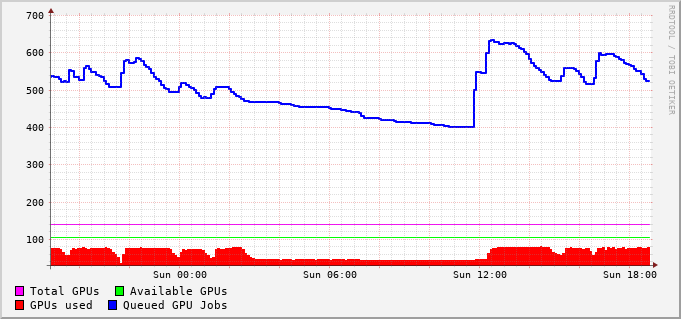 700
600
500
400
300
200
100
Sun 00:00 Sun 06:00 Sun 12:00 Sun 18:00
RRDTOOL / TOBI OETIKER
Total GPUs Available GPUs
GPUs used Queued GPU Jobs